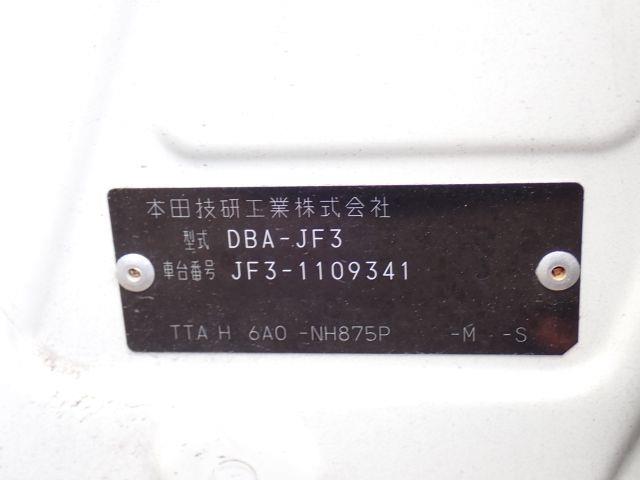 本田技研工業株式会社
型式 DBA-JF3
車台番号 JF3-1109341
TTA H 6A0 -NH875P -M -S